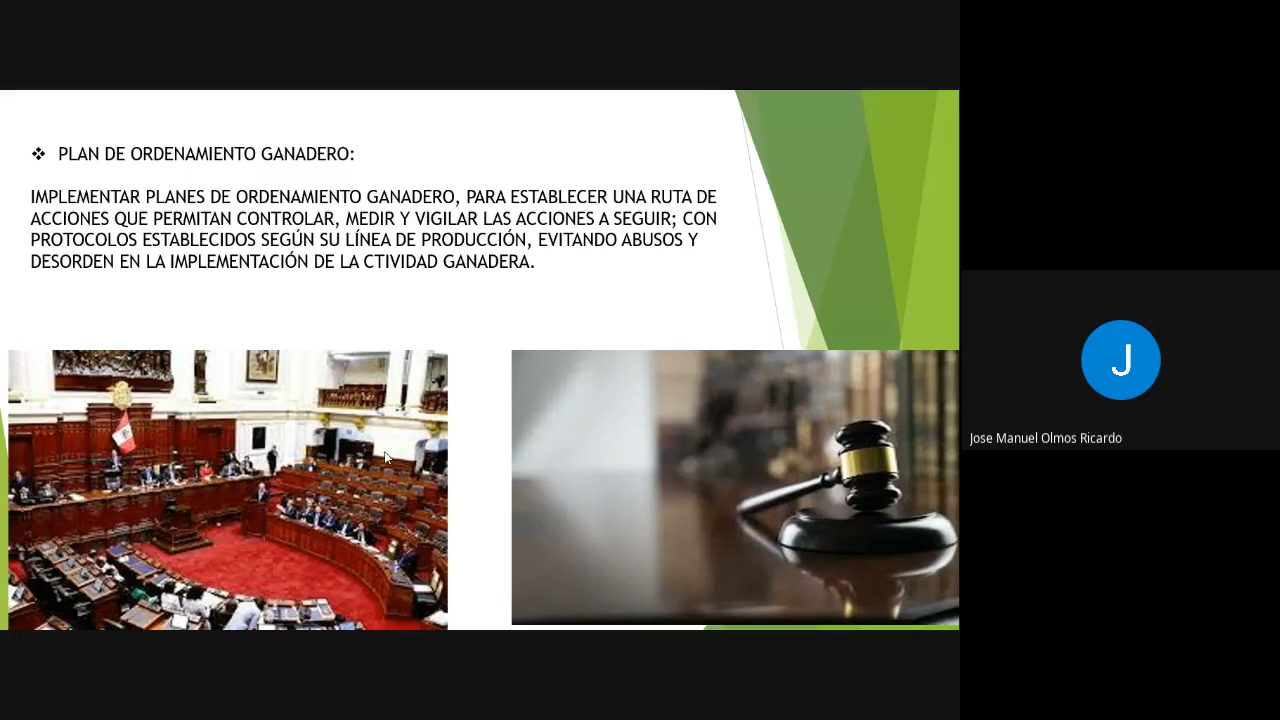 PLAN DE ORDENAMIENTO GANADERO:
IMPLEMENTAR PLANES DE ORDENAMIENTO GANADERO, PARA ESTABLECER UNA RUTA DE
ACCIONES QUE PERMITAN CONTROLAR, MEDIR Y VIGILAR LAS ACCIONES A SEGUIR; CON
PROTOCOLOS ESTABLECIDOS SEGÚN SU LÍNEA DE PRODUCCIÓN, EVITANDO ABUSOS Y
DESORDEN EN LA IMPLEMENTACIÓN DE LA CTIVIDAD GANADERA.
J
Jose Manuel Olmos Ricardo